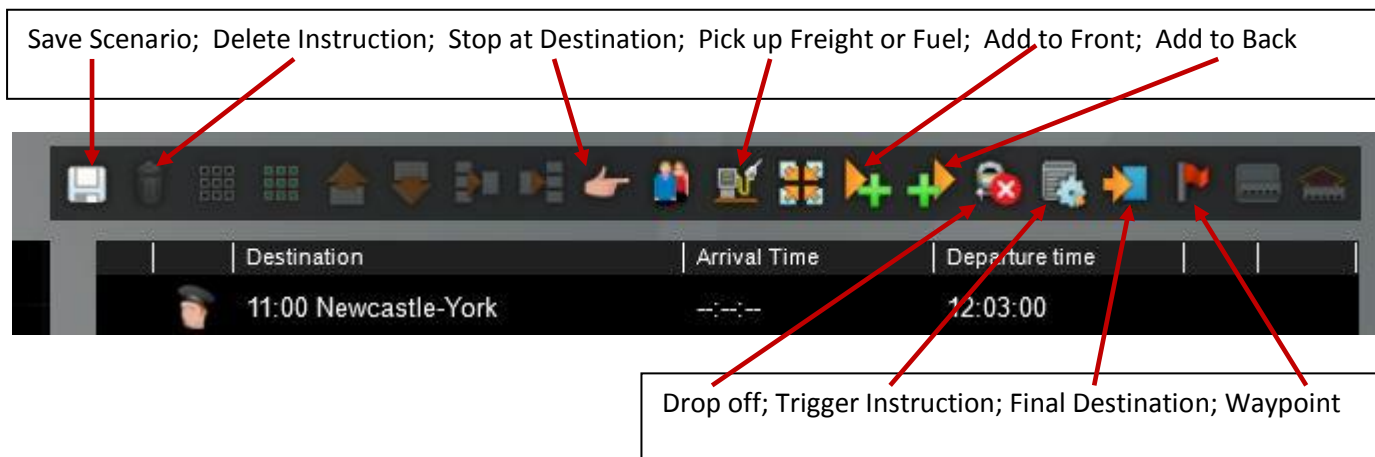 Save Scenario; Delete Instruction; Stop at Destination; Pick up Freight or Fuel; Add to Front; Add to Back
Destination Arrival Time Departure time
11:00 Newcastle-York --:--:-- 12:03:00
Drop off; Trigger Instruction; Final Destination; Waypoint